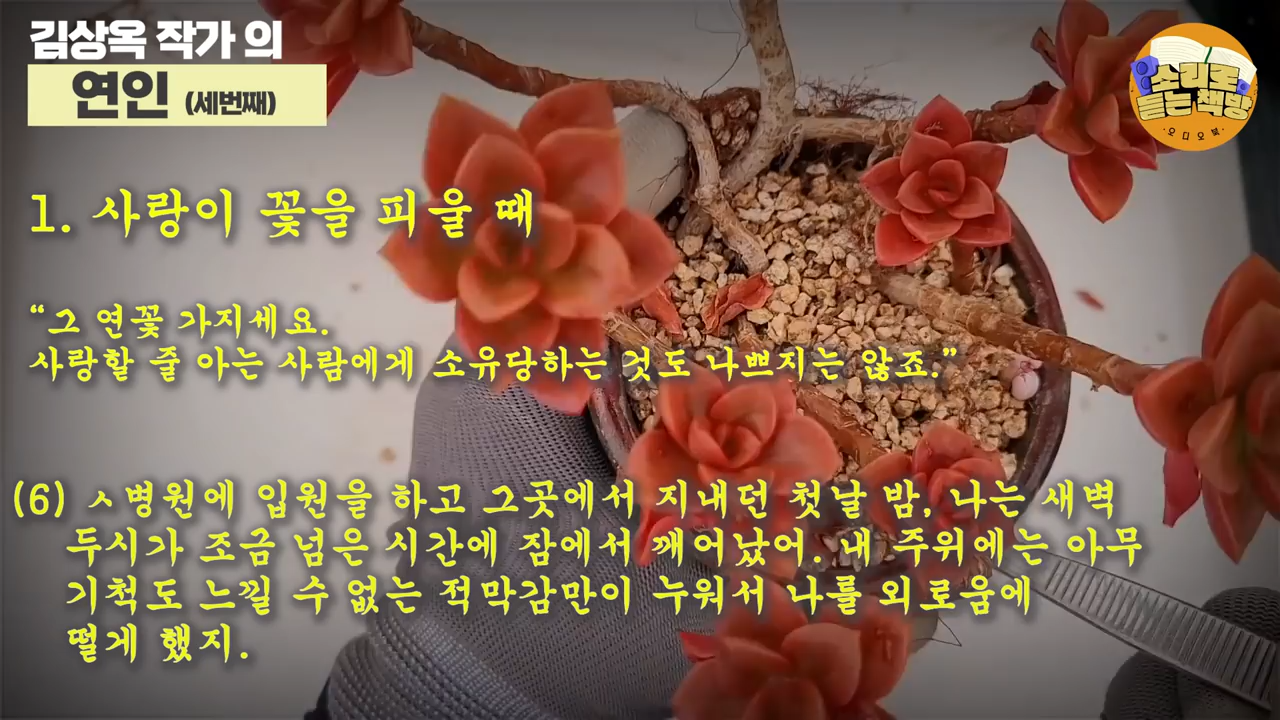 김상옥 작가 의
연인 (세번째)
소리로
듣는 책방
·오디오북·
1. 사랑이 꽃을 피울 때
“그 연꽃 가지세요.
사랑할 줄 아는 사람에게 소유당하는 것도 나쁘지는 않죠.”
(6) ㅅ병원에 입원을 하고 그곳에서 지내던 첫날 밤, 나는 새벽
두시가 조금 넘은 시간에 잠에서 깨어났어. 내 주위에는 아무
기척도 느낄 수 없는 적막감만이 누워서 나를 외로움에
떨게 했지.